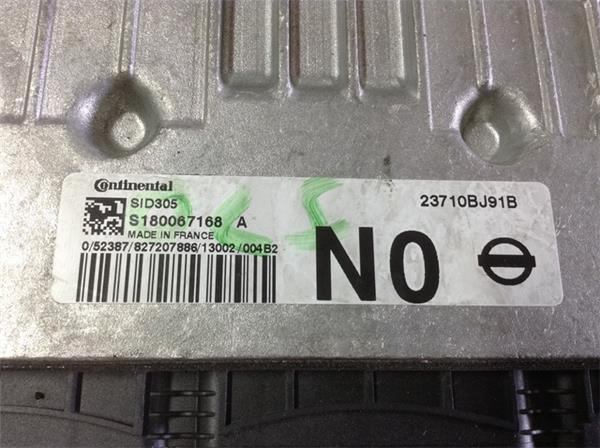 Continental
SID305
S180067168 A
MADE IN FRANCE
0/52387/827207886/13002/004B2
23710BJ91B
N0